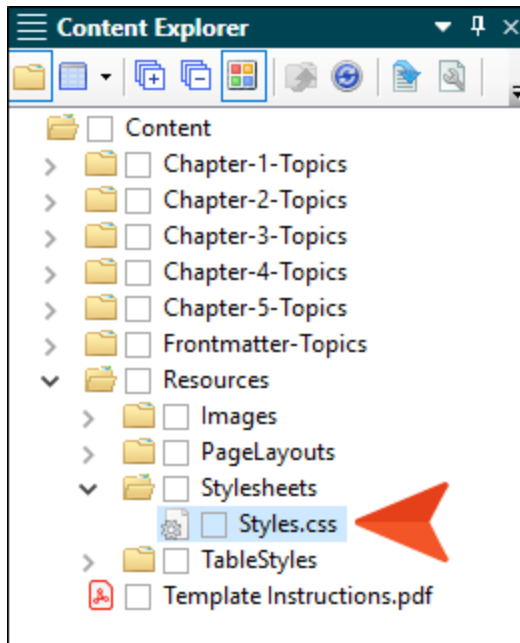 Content Explorer
Content
Chapter-1-Topics
Chapter-2-Topics
Chapter-3-Topics
Chapter-4-Topics
Chapter-5-Topics
Frontmatter-Topics
Resources
Images
PageLayouts
Stylesheets
Styles.css
TableStyles
Template Instructions.pdf